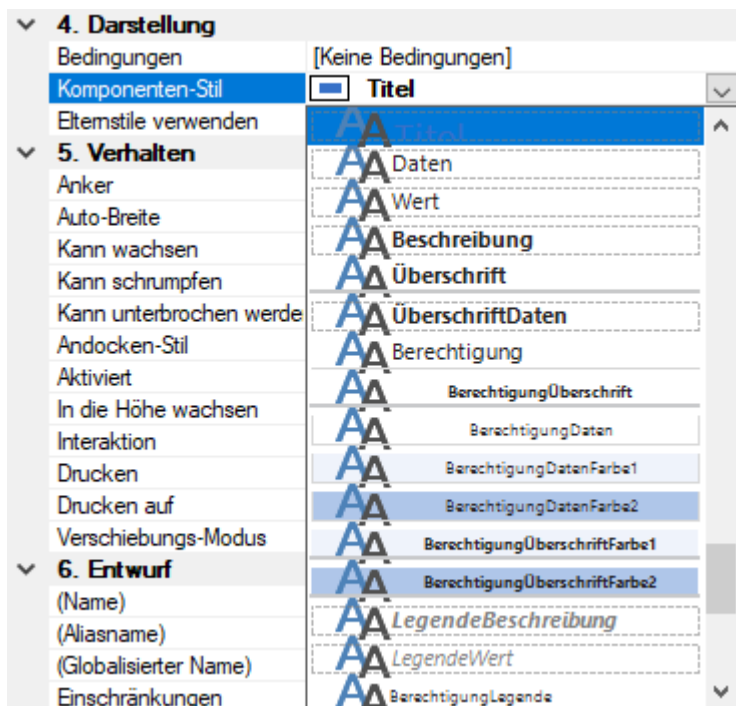 4. Darstellung
Bedingungen [Keine Bedingungen]
Komponenten-Stil Titel
Elternstile verwenden Titel
5. Verhalten Daten
Anker Wert
Auto-Breite
Kann wachsen Beschreibung
Kann schrumpfen Überschrift
Kann unterbrochen werde ÜberschriftDaten
Andocken-Stil Berechtigung
Aktiviert BerechtigungÜberschrift
In die Höhe wachsen
Interaktion BerechtigungDaten
Drucken BerechtigungDatenFarbe1
Drucken auf BerechtigungDatenFarbe2
Verschiebungs-Modus BerechtigungÜberschriftFarbe1
6. Entwurf BerechtigungÜberschriftFarbe2
(Name) LegendeBeschreibung
(Aliasname)
(Globalisierter Name) LegendeWert
Einschränkungen BerechtigungLegende